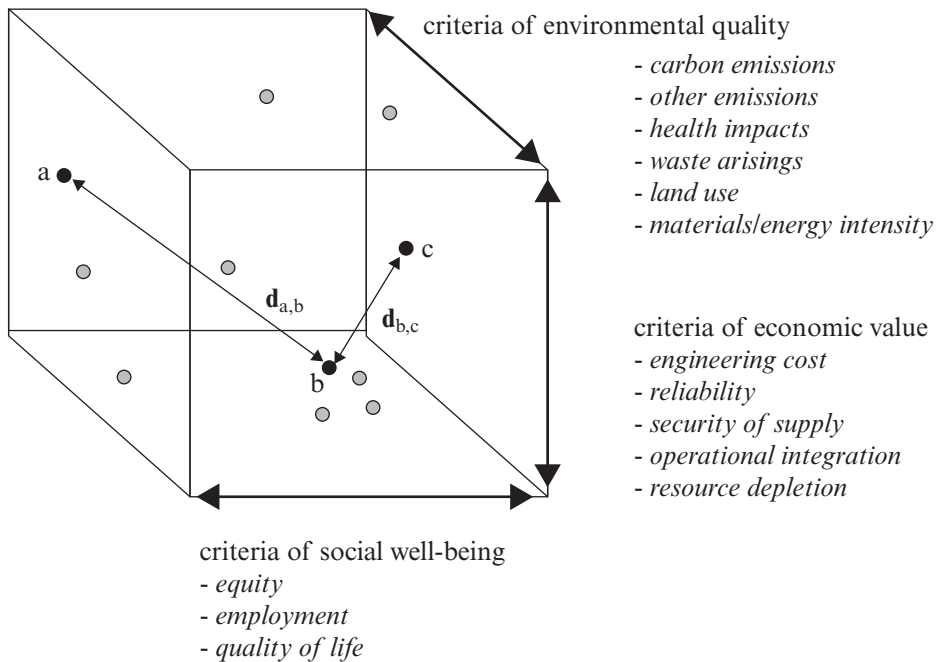 criteria of environmental quality
- carbon emissions
- other emissions
- health impacts
- waste arisings
- land use
- materials/energy intensity
a
c
d a,b
d b,c
b
criteria of economic value
- engineering cost
- reliability
- security of supply
- operational integration
- resource depletion
criteria of social well-being
- equity
- employment
- quality of life